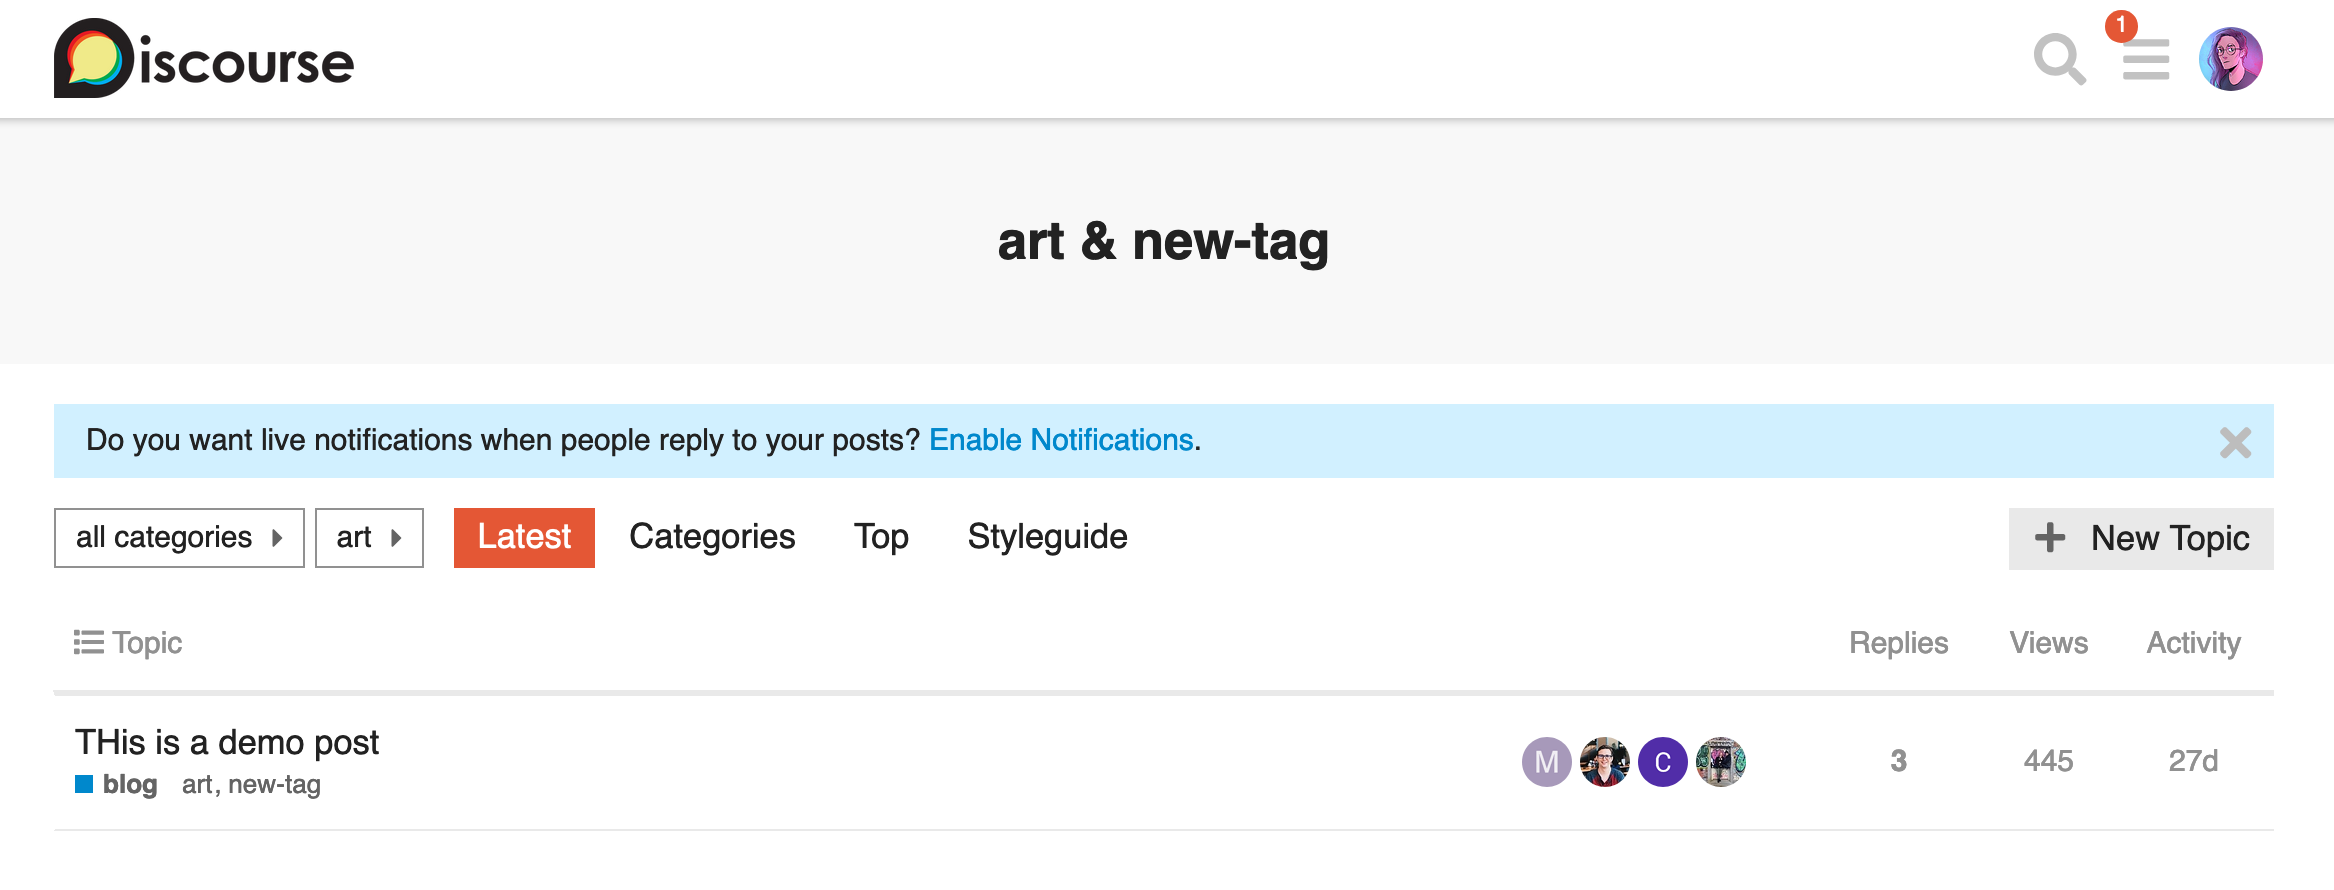 Discourse
1
art & new-tag
Do you want live notifications when people reply to your posts? Enable Notifications.
all categories art Latest Categories Top Styleguide New Topic
Topic Replies Views Activity
THis is a demo post
M C 3 445 27d
blog art, new-tag